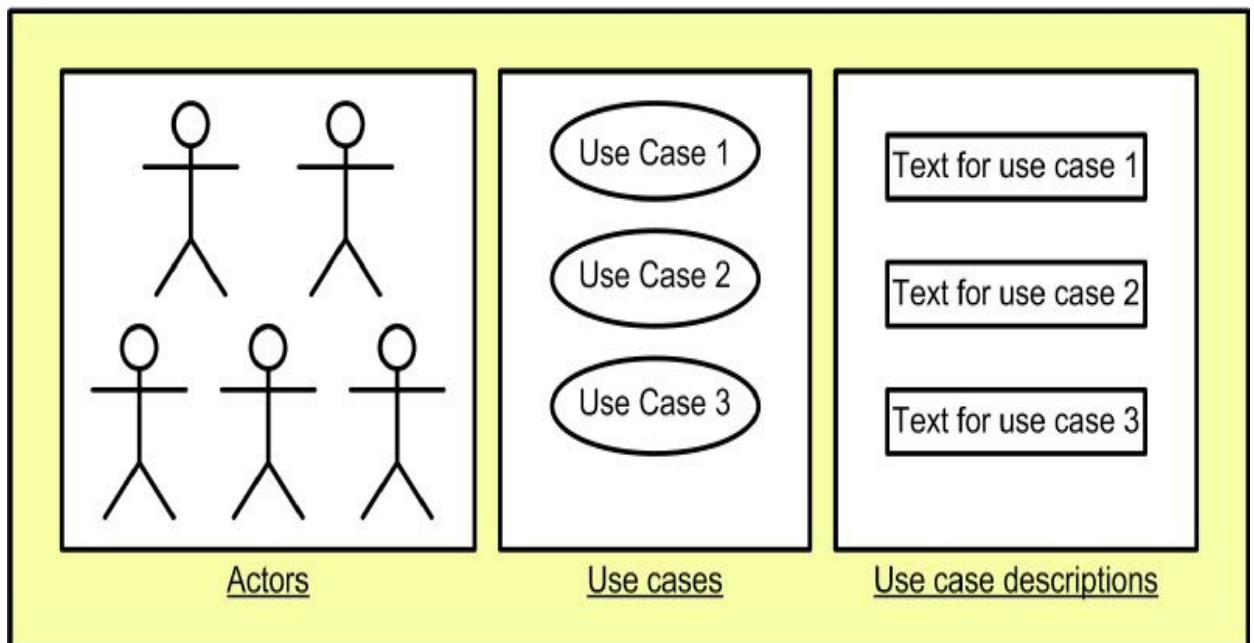 Use Case 1
Use Case 2
Use Case 3
Text for use case 1
Text for use case 2
Text for use case 3
Actors
Use cases
Use case descriptions